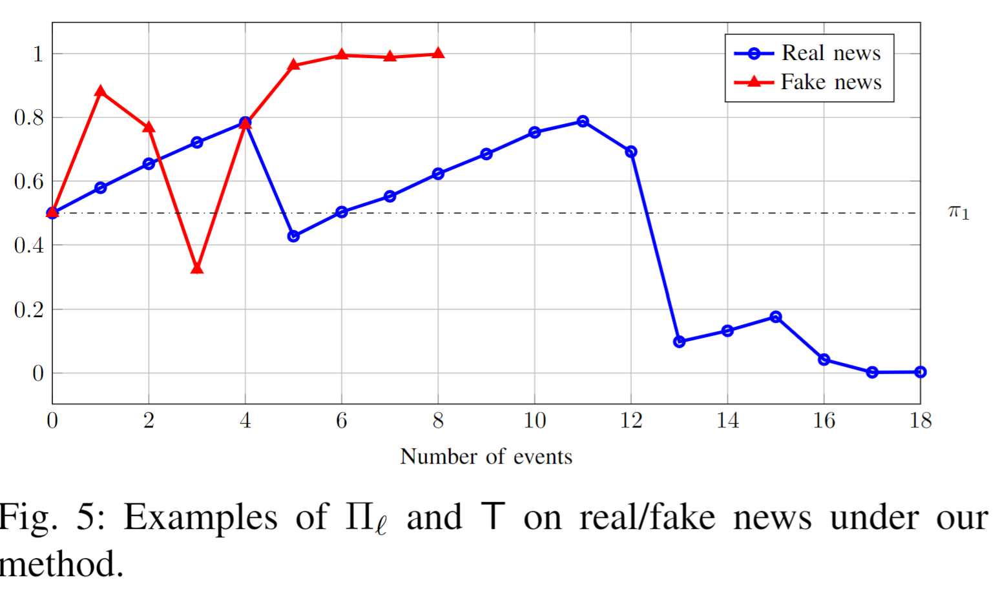 1
0.8
0.6
0.4
0.2
0
0 2 4 6 8 10 12 14 16 18
Real news
Fake news
π₁
Number of events
Fig. 5: Examples of Π_ℓ and T on real/fake news under our
method.